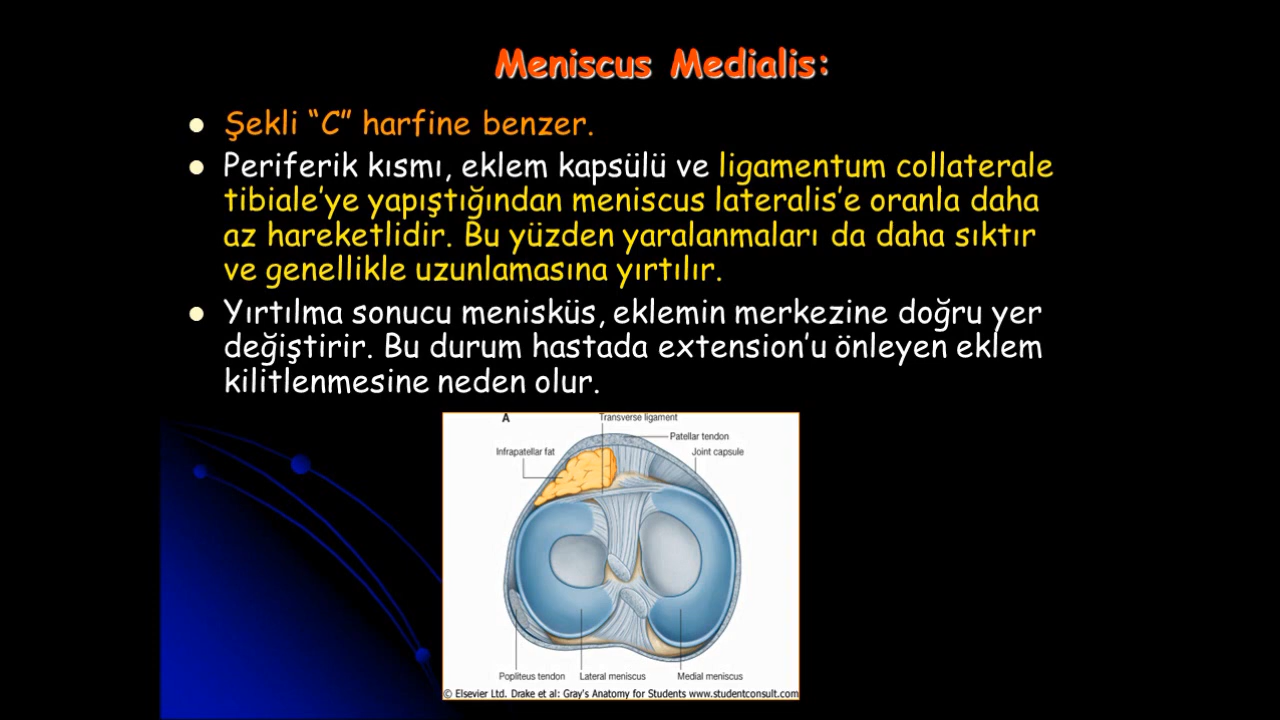 Meniscus Medialis:
Şekli “C” harfine benzer.
Periferik kısmı, eklem kapsülü ve ligamentum collaterale
tibiale’ye yapıştığından meniscus lateralis’e oranla daha
az hareketlidir. Bu yüzden yaralanmaları da daha sıktır
ve genellikle uzunlamasına yırtılır.
Yırtılma sonucu menisküs, eklemin merkezine doğru yer
değiştirir. Bu durum hastada extension’u önleyen eklem
kilitlenmesine neden olur.
A
Transverse ligament
Patellar tendon
Infrapatellar fat
Joint capsule
Popliteus tendon
Lateral meniscus
Medial meniscus
© Elsevier Ltd. Drake et al: Gray's Anatomy for Students www.studentconsult.com